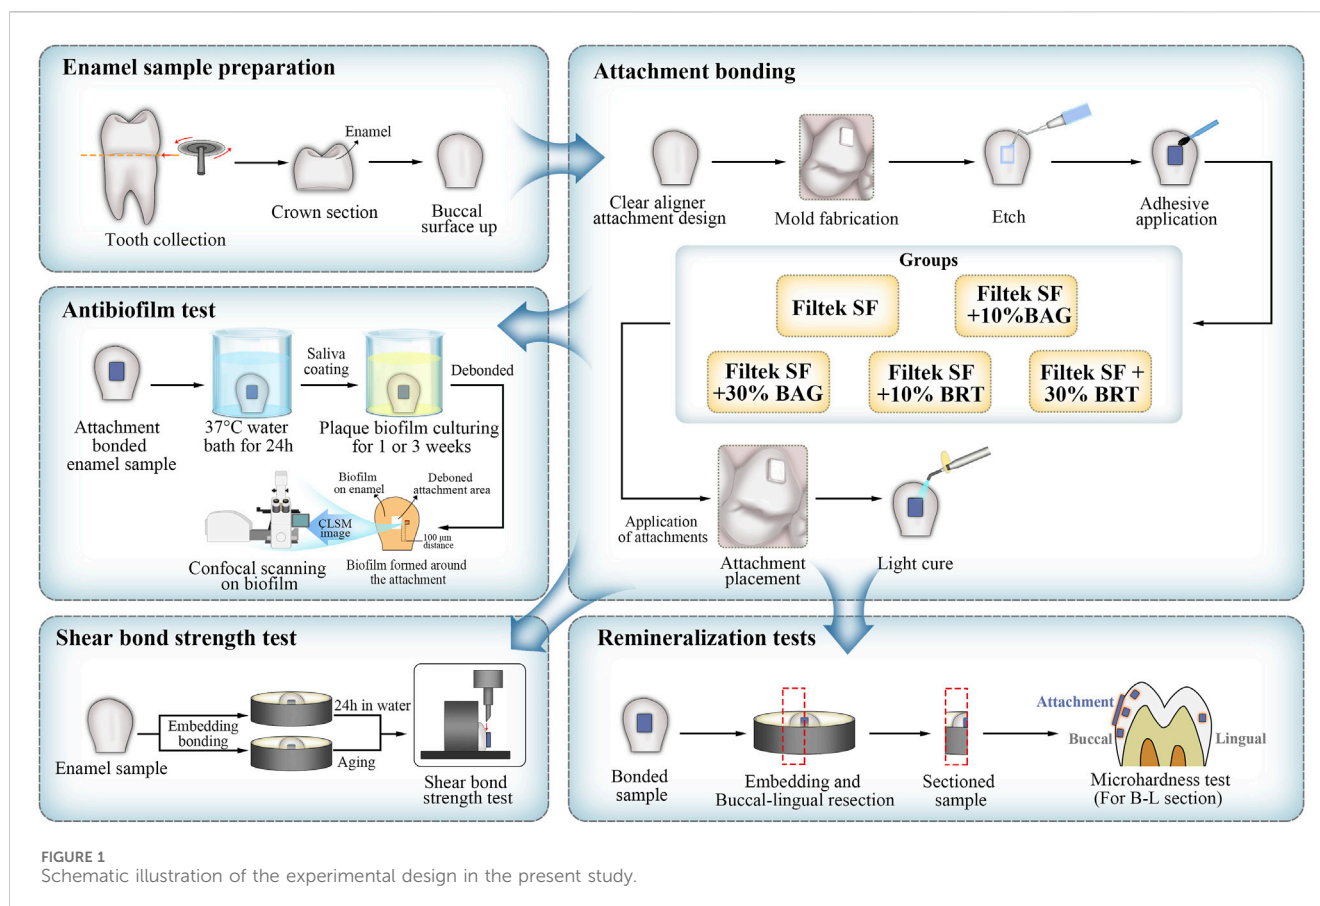 Enamel sample preparation
Enamel
Tooth collection
Crown section
Buccal
surface up
Attachment bonding
Clear aligner
attachment design
Mold fabrication
Etch
Adhesive
application
Groups
Filtek SF
Filtek SF
+10%BAG
Filtek SF
+30% BAG
Filtek SF
+10% BRT
Filtek SF +
30% BRT
Application
of attachments
Attachment
placement
Light cure
Antibiofilm test
Attachment
bonded
enamel sample
37°C water
bath for 24h
Saliva
coating
Plaque biofilm culturing
for 1 or 3 weeks
Debonded
Biofilm
on enamel
Deboned
attachment area
100 μm
distance
CLSM
image
Confocal scanning
on biofilm
Biofilm formed around
the attachment
Shear bond strength test
Enamel sample
Embedding
bonding
24h in water
Aging
Shear bond
strength test
Remineralization tests
Bonded
sample
Embedding and
Buccal-lingual resection
Sectioned
sample
Attachment
Buccal
Lingual
Microhardness test
(For B-L section)
FIGURE 1
Schematic illustration of the experimental design in the present study.